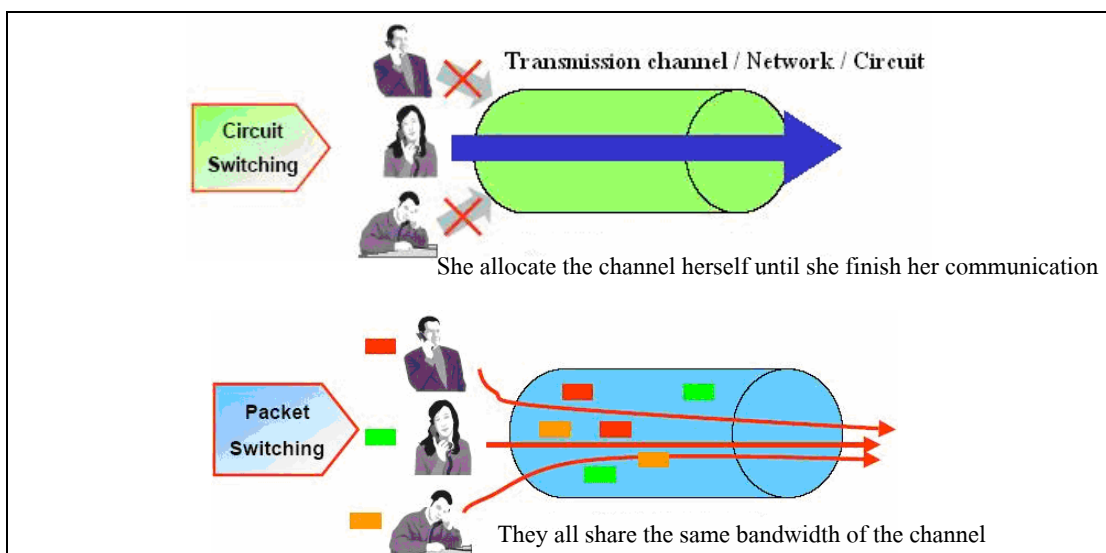 Transmission channel / Network / Circuit
Circuit
Switching
She allocate the channel herself until she finish her communication
Packet
Switching
They all share the same bandwidth of the channel